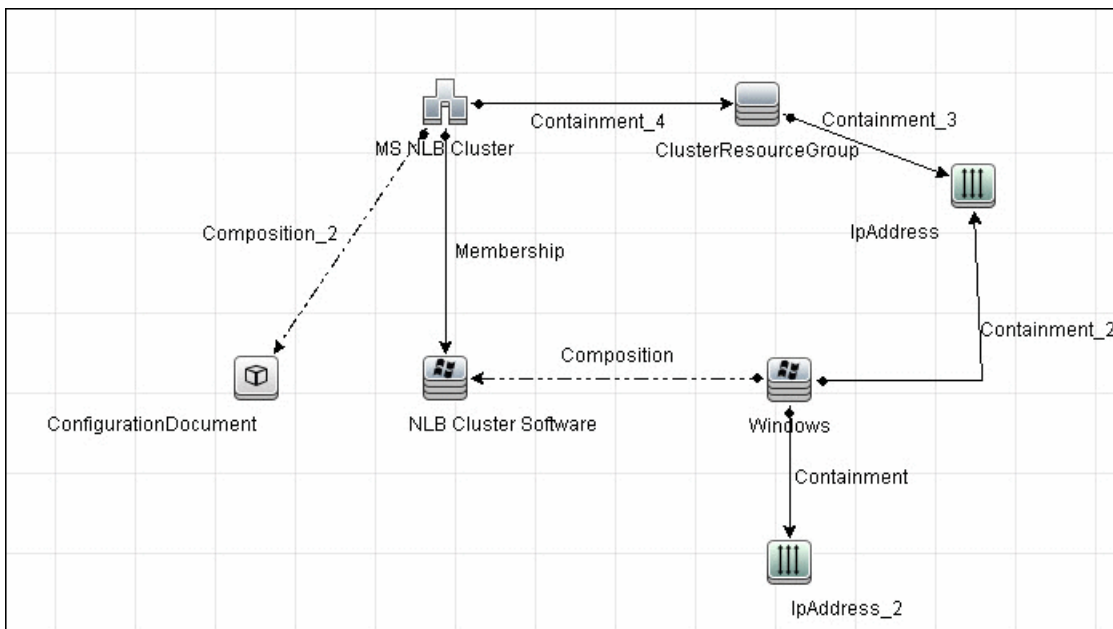 Containment_4
Containment_3
MS NLB Cluster
ClusterResourceGroup
Composition_2
IpAddress
Membership
Containment_2
Composition
ConfigurationDocument
NLB Cluster Software
Windows
Containment
IpAddress_2